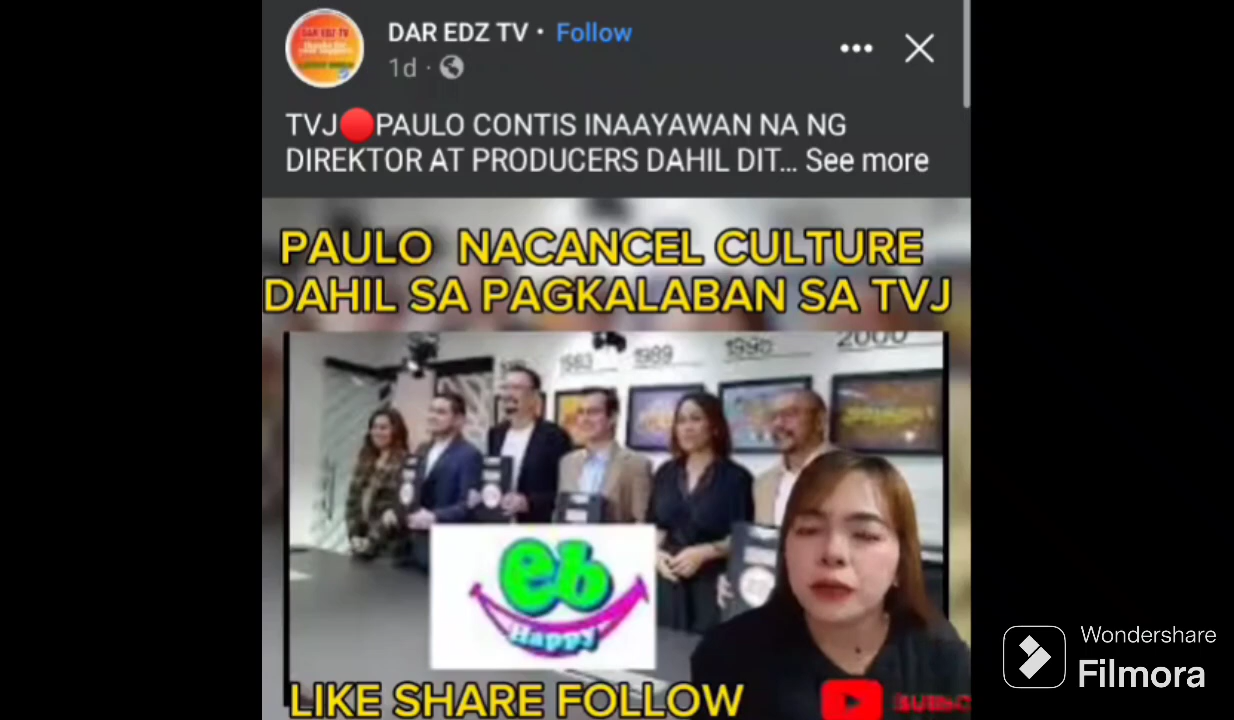 DAR EDZ TV · Follow
1d ·
TVJ🔴PAULO CONTIS INAAYAWAN NA NG
DIREKTOR AT PRODUCERS DAHIL DIT... See more
PAULO NACANCEL CULTURE
DAHIL SA PAGKALABAN SA TVJ
1983
1989
1990
2000
eb
Happy
LIKE SHARE FOLLOW
SUBSC
Wondershare
Filmora